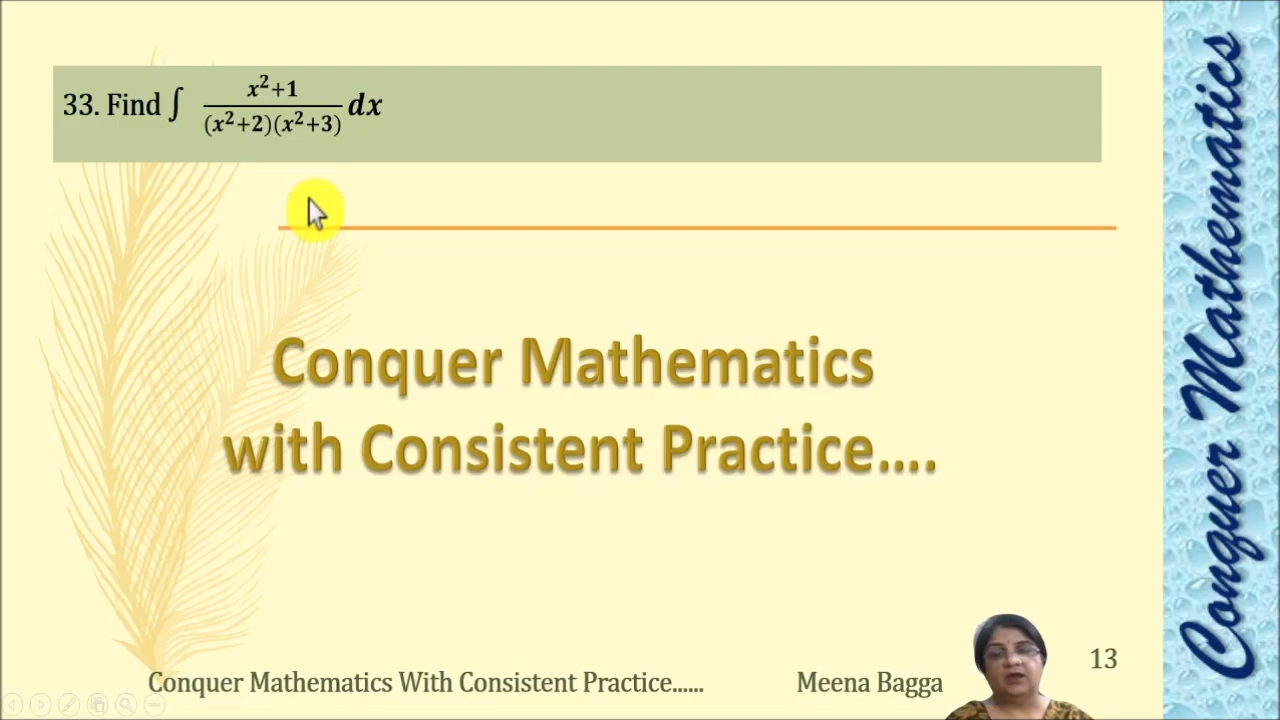 33. Find ∫ x²+1/(x²+2)(x²+3) dx
Conquer Mathematics
with Consistent Practice....
Conquer Mathematics With Consistent Practice......
Meena Bagga
13
Conquer Mathematics